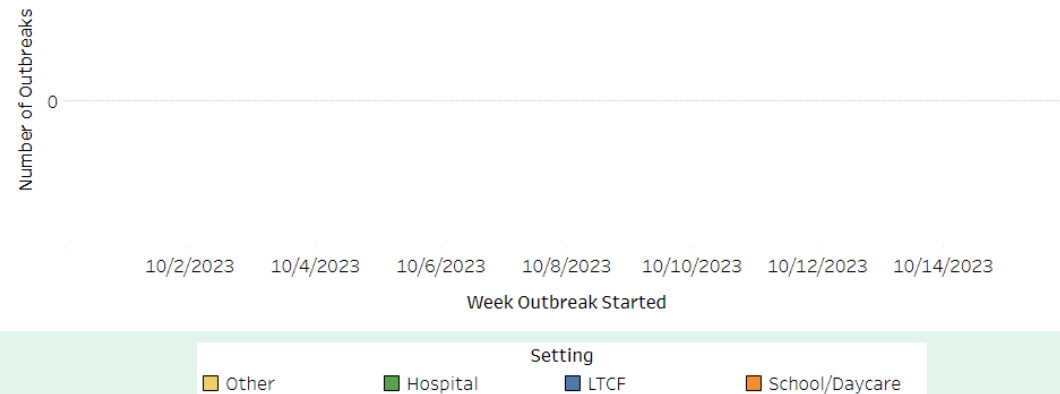 Number of Outbreaks
0
10/2/2023 10/4/2023 10/6/2023 10/8/2023 10/10/2023 10/12/2023 10/14/2023
Week Outbreak Started
Setting
Other Hospital LTCF School/Daycare